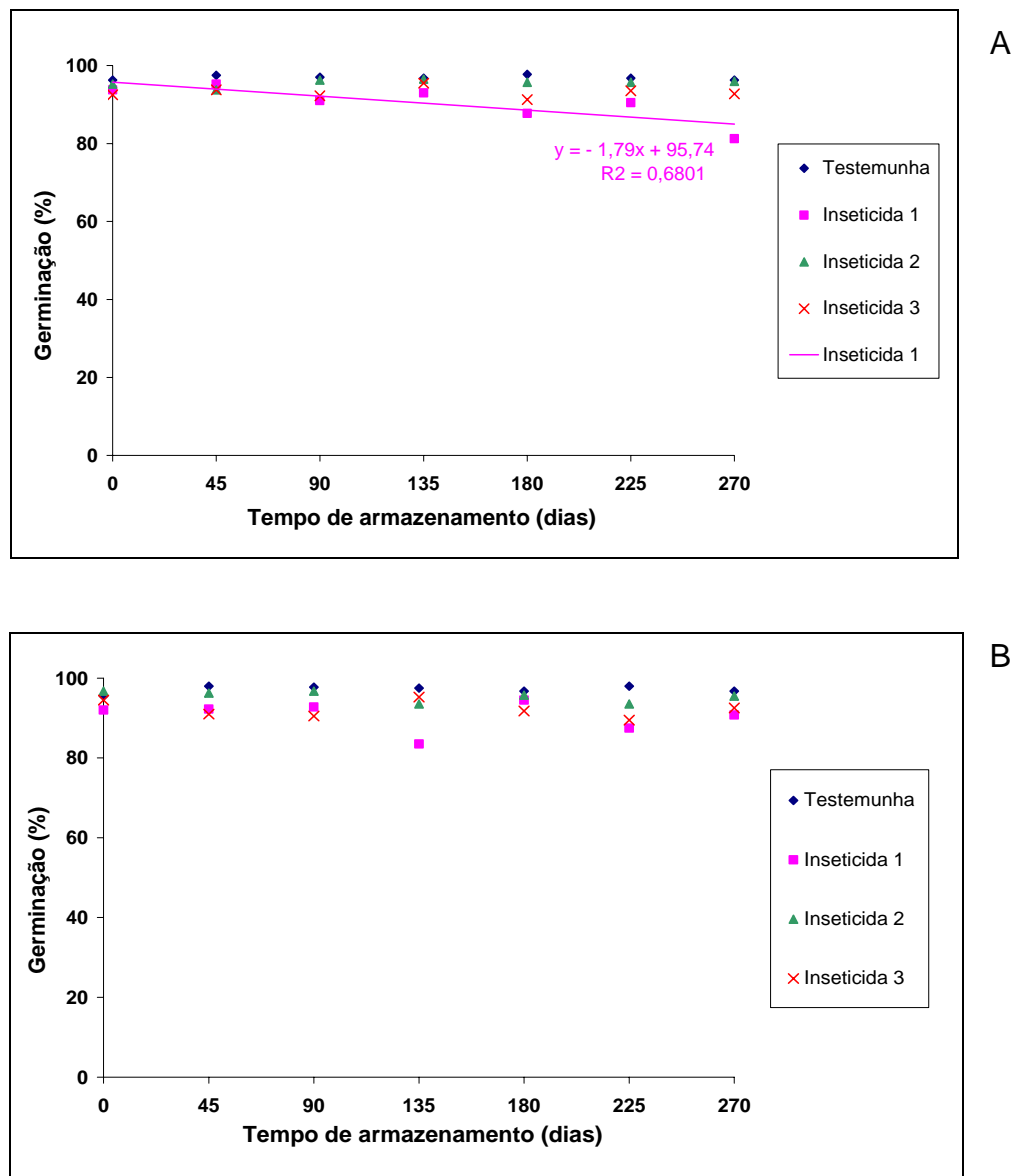 A
100
80
60
40
20
0
Germinação (%)
0 45 90 135 180 225 270
Tempo de armazenamento (dias)
y = - 1,79x + 95,74
R2 = 0,6801
Testemunha
Inseticida 1
Inseticida 2
Inseticida 3
Inseticida 1
B
100
80
60
40
20
0
Germinação (%)
0 45 90 135 180 225 270
Tempo de armazenamento (dias)
Testemunha
Inseticida 1
Inseticida 2
Inseticida 3